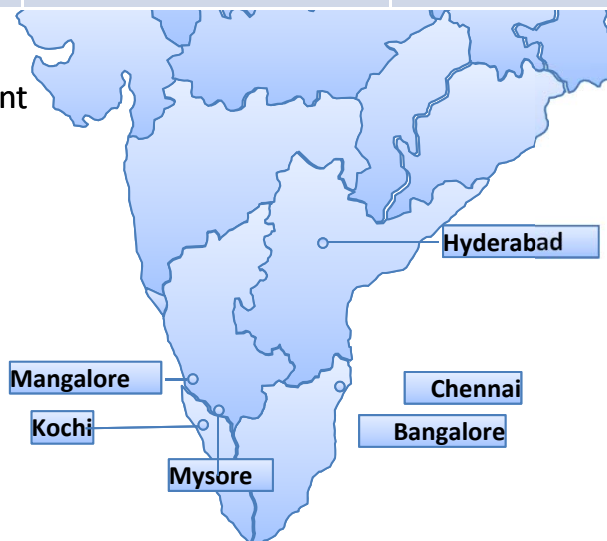 nt
Hyderabad
Mangalore
Chennai
Kochi
Bangalore
Mysore